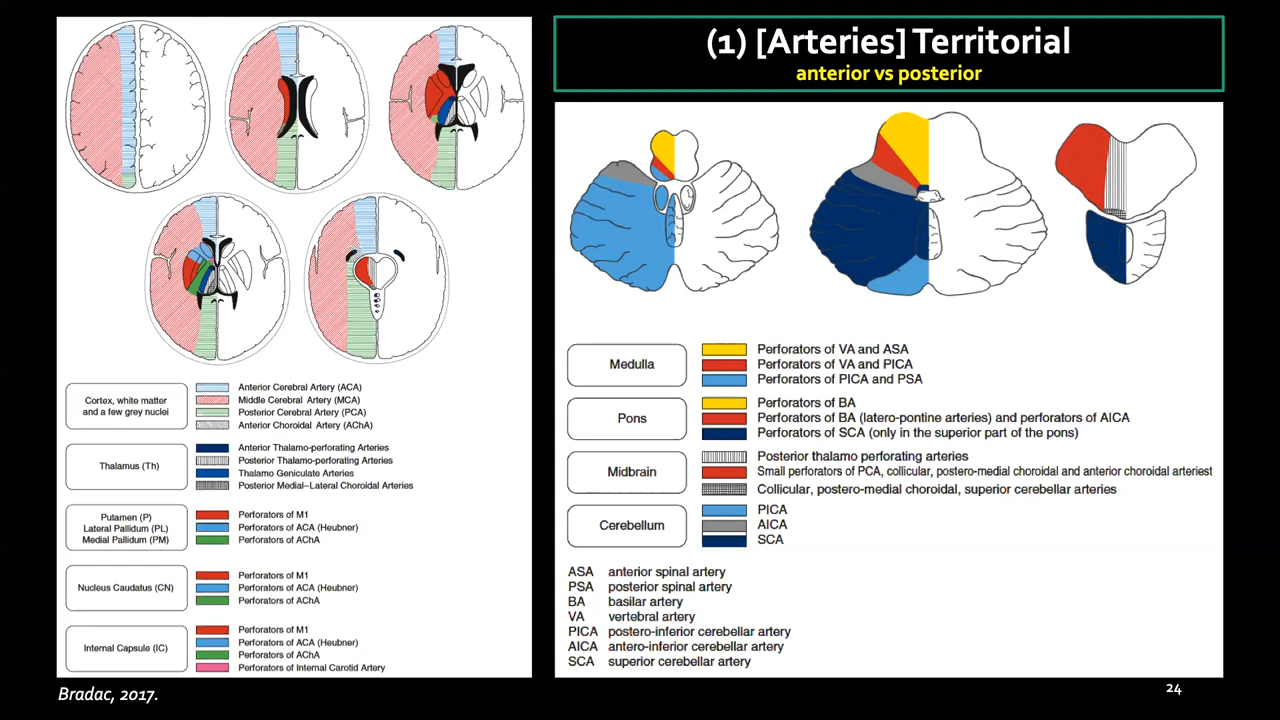 (1) [Arteries] Territorial
anterior vs posterior
Cortex, white matter
and a few grey nuclei
Anterior Cerebral Artery (ACA)
Middle Cerebral Artery (MCA)
Posterior Cerebral Artery (PCA)
Anterior Choroidal Artery (AChA)
Thalamus (Th)
Anterior Thalamo-perforating Arteries
Posterior Thalamo-perforating Arteries
Thalamo Geniculate Arteries
Posterior Medial–Lateral Choroidal Arteries
Putamen (P)
Lateral Pallidum (PL)
Medial Pallidum (PM)
Perforators of M1
Perforators of ACA (Heubner)
Perforators of AChA
Nucleus Caudatus (CN)
Perforators of M1
Perforators of ACA (Heubner)
Perforators of AChA
Internal Capsule (IC)
Perforators of M1
Perforators of ACA (Heubner)
Perforators of AChA
Perforators of Internal Carotid Artery
Medulla
Perforators of VA and ASA
Perforators of VA and PICA
Perforators of PICA and PSA
Pons
Perforators of BA
Perforators of BA (latero-pontine arteries) and perforators of AICA
Perforators of SCA (only in the superior part of the pons)
Midbrain
Posterior thalamo perforating arteries
Small perforators of PCA, collicular, postero-medial choroidal and anterior choroidal arteriest
Collicular, postero-medial choroidal, superior cerebellar arteries
Cerebellum
PICA
AICA
SCA
ASA anterior spinal artery
PSA posterior spinal artery
BA basilar artery
VA vertebral artery
PICA postero-inferior cerebellar artery
AICA antero-inferior cerebellar artery
SCA superior cerebellar artery
Bradac, 2017.
24